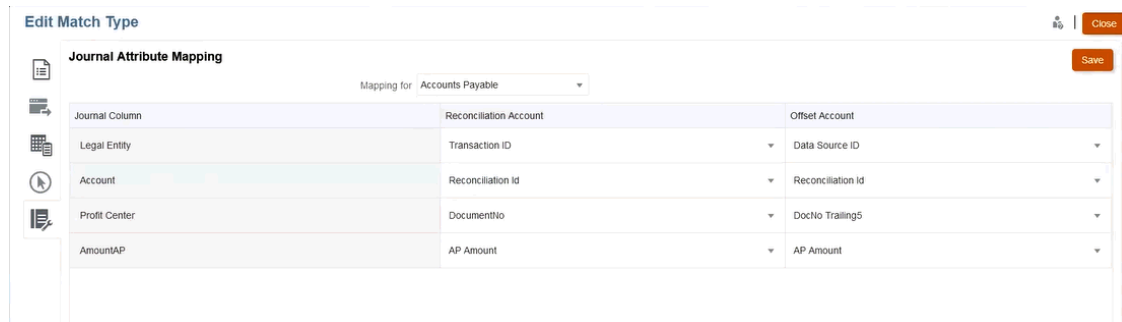 Edit Match Type
Close
Journal Attribute Mapping
Save
Mapping for Accounts Payable
Journal Column Reconciliation Account Offset Account
Legal Entity Transaction ID Data Source ID
Account Reconciliation Id Reconciliation Id
Profit Center DocumentNo DocNo Trailing5
AmountAP AP Amount AP Amount